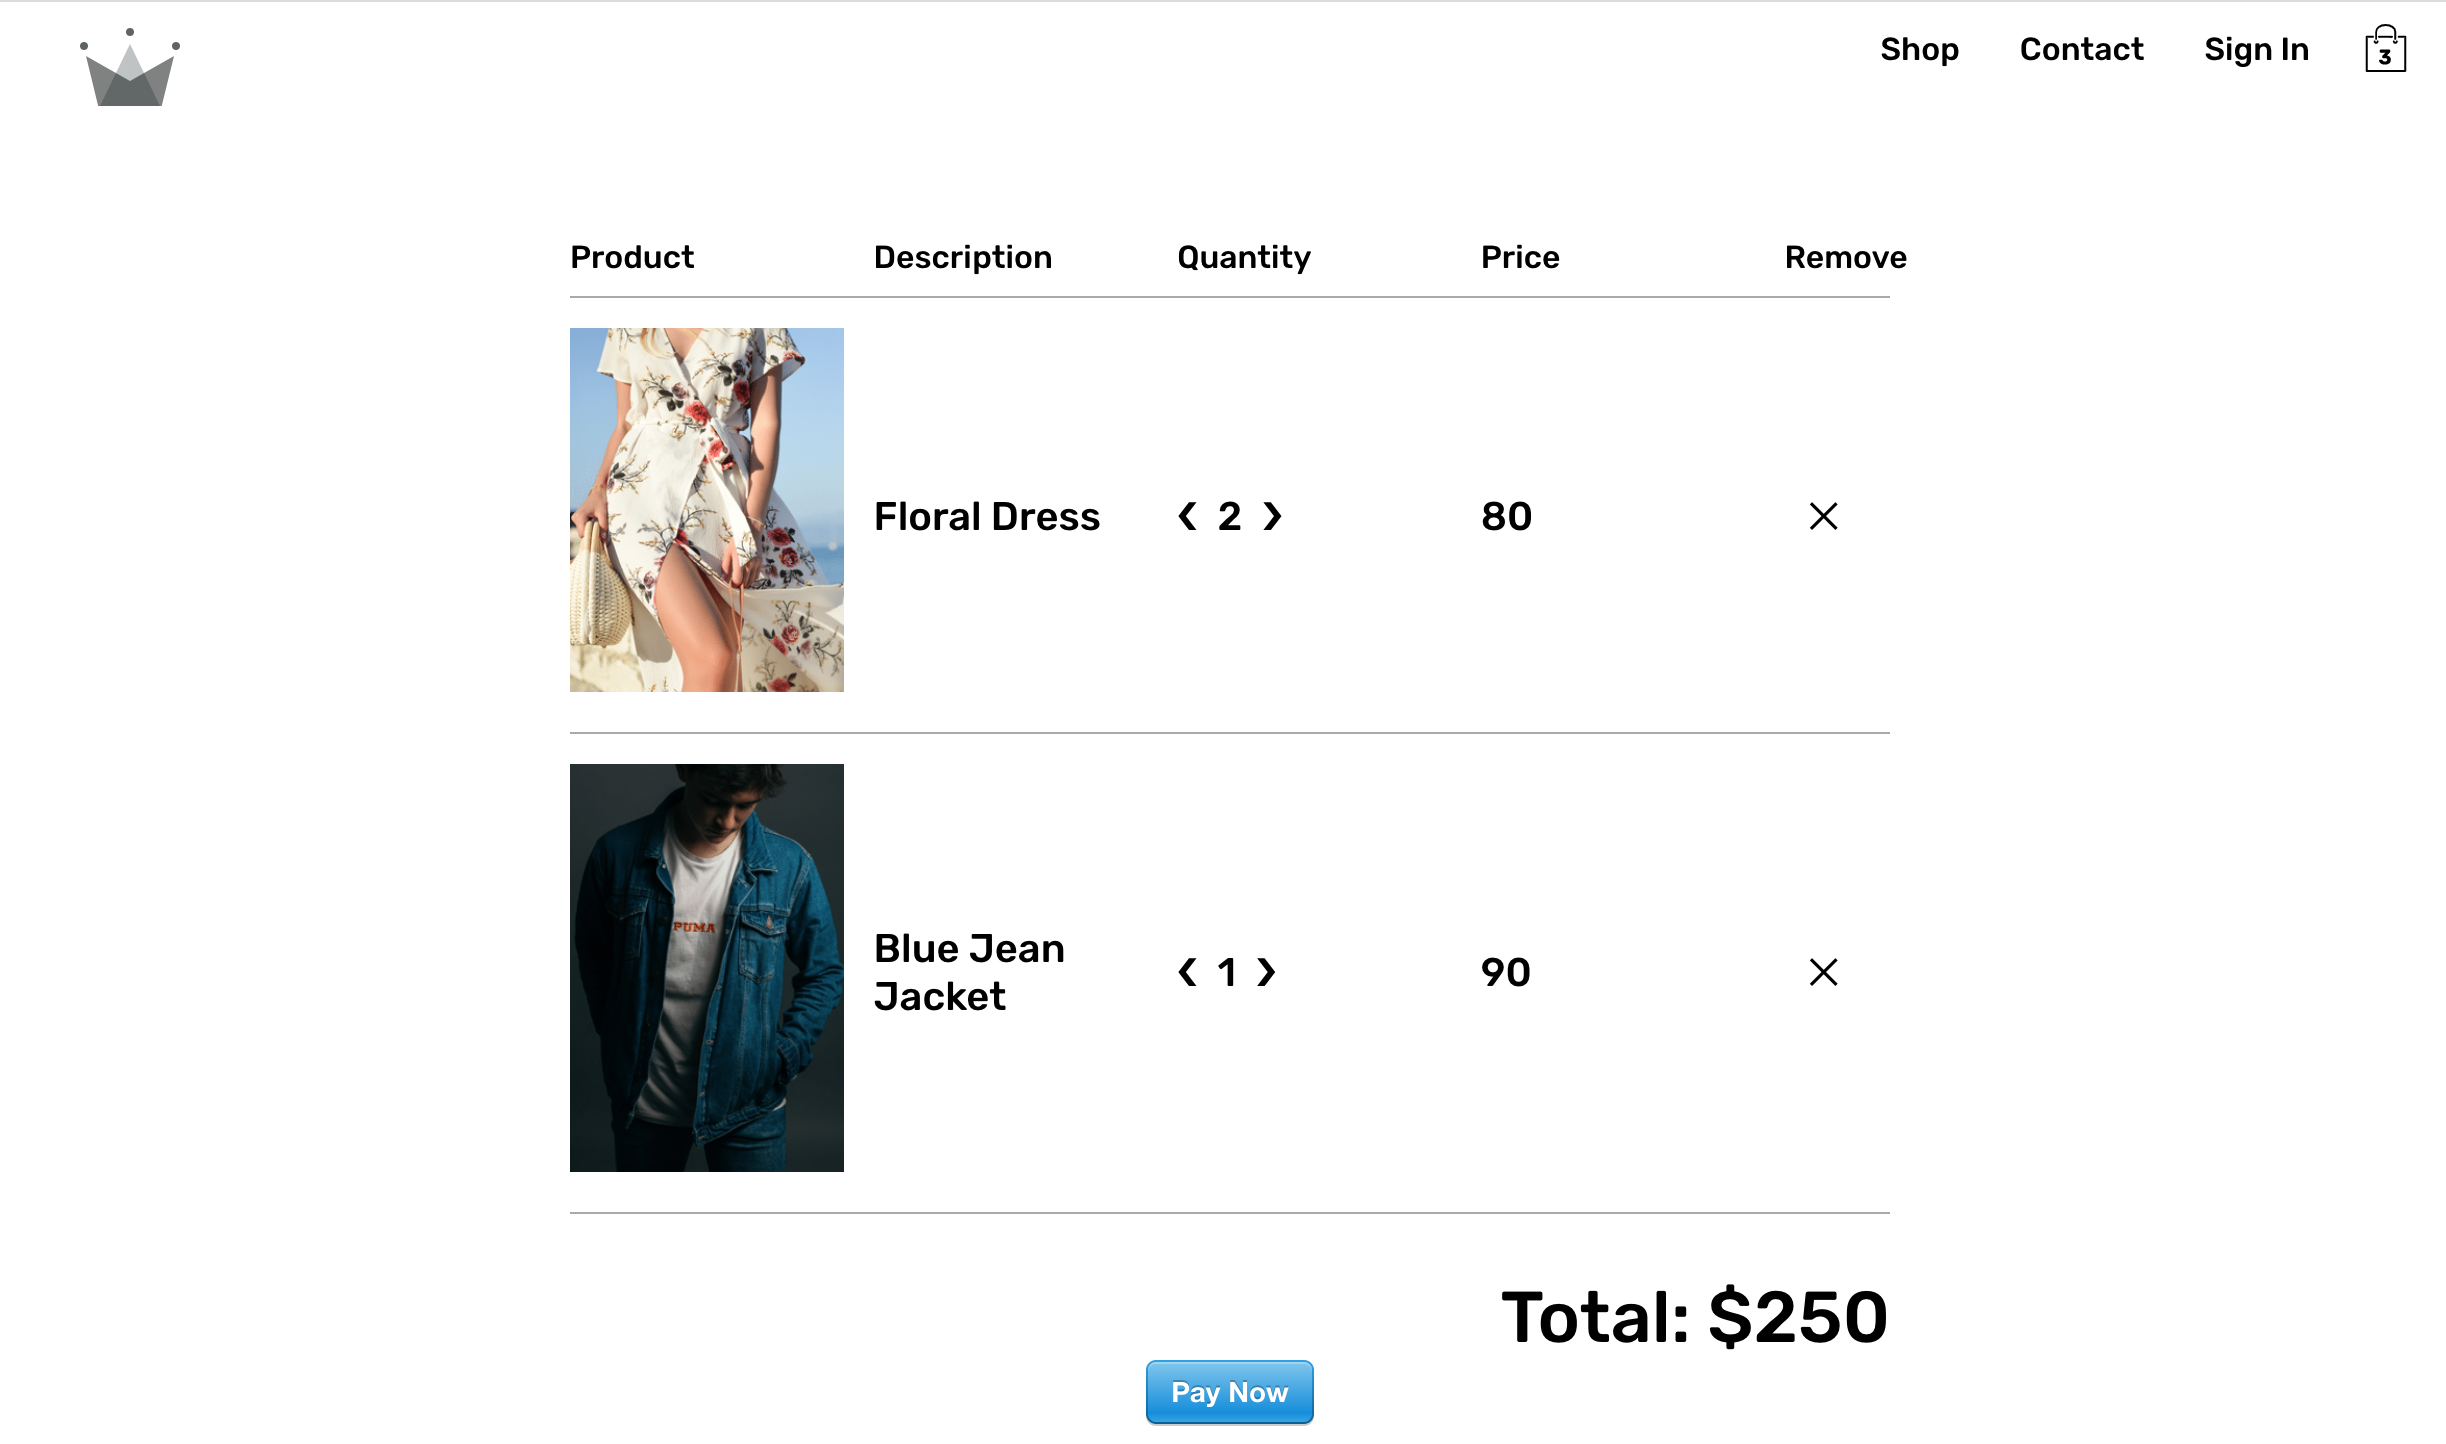 Shop Contact Sign In 3
Product Description Quantity Price Remove
Floral Dress ❮ 2 ❯ 80 ✕
PUMA
Blue Jean
Jacket ❮ 1 ❯ 90 ✕
Total: $250
Pay Now